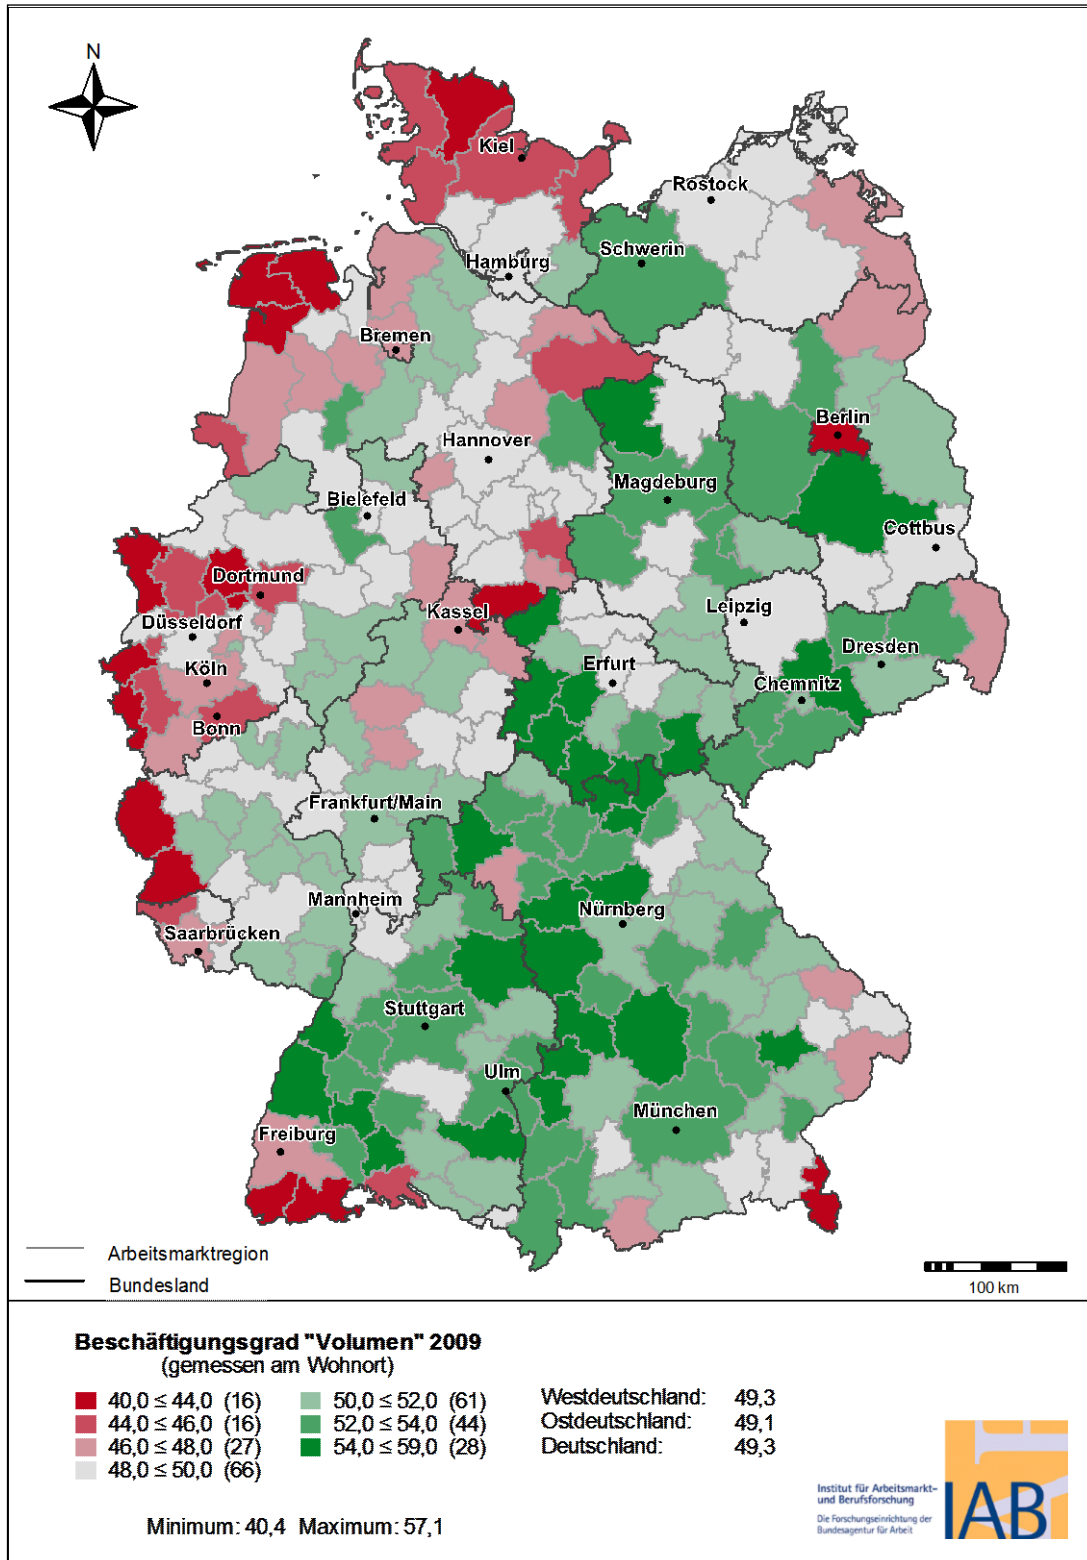 N
Kiel
Rostock
Schwerin
Hamburg
Bremen
Berlin
Hannover
Magdeburg
Bielefeld
Cottbus
Dortmund
Kassel
Leipzig
Düsseldorf
Dresden
Köln
Erfurt
Chemnitz
Bonn
Frankfurt/Main
Mannheim
Nürnberg
Saarbrücken
Stuttgart
Ulm
München
Freiburg
Arbeitsmarktregion
Bundesland
100 km
Beschäftigungsgrad "Volumen" 2009
(gemessen am Wohnort)
40,0 ≤ 44,0 (16)
44,0 ≤ 46,0 (16)
46,0 ≤ 48,0 (27)
48,0 ≤ 50,0 (66)
50,0 ≤ 52,0 (61)
52,0 ≤ 54,0 (44)
54,0 ≤ 59,0 (28)
Westdeutschland: 49,3
Ostdeutschland: 49,1
Deutschland: 49,3
Minimum: 40,4 Maximum: 57,1
Institut für Arbeitsmarkt-
und Berufsforschung
Die Forschungseinrichtung der
Bundesagentur für Arbeit
IAB